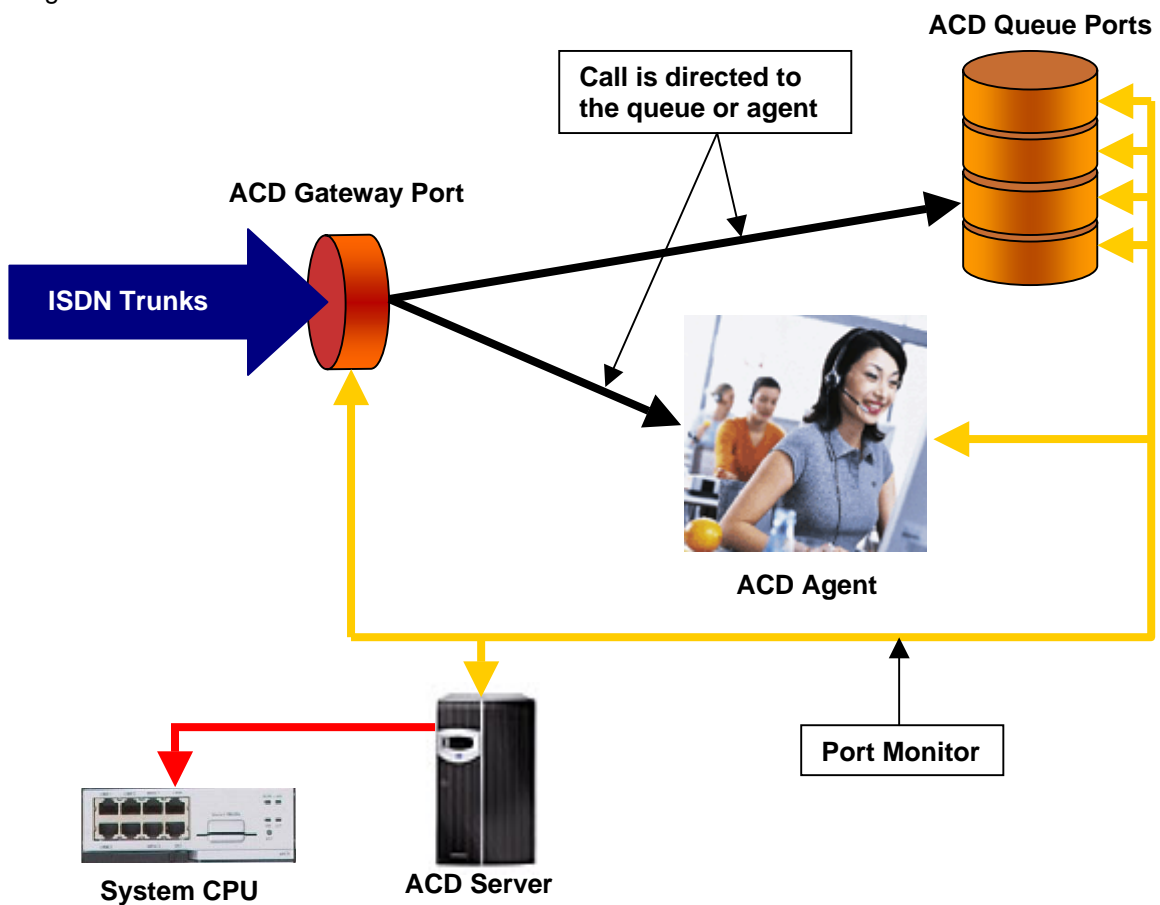 ACD Queue Ports
Call is directed to
the queue or agent
ACD Gateway Port
ISDN Trunks
ACD Agent
Port Monitor
System CPU
ACD Server